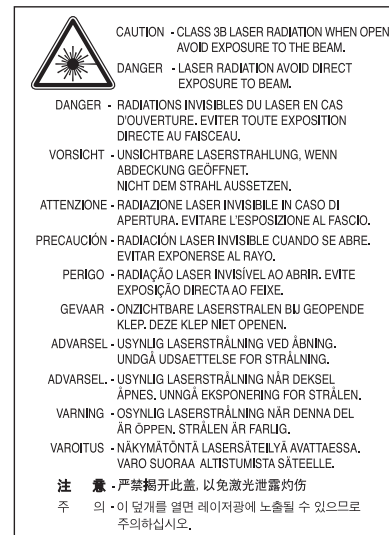 CAUTION - CLASS 3B LASER RADIATION WHEN OPEN
AVOID EXPOSURE TO THE BEAM.
DANGER - LASER RADIATION AVOID DIRECT
EXPOSURE TO BEAM.
DANGER - RADIATIONS INVISIBLES DU LASER EN CAS
D'OUVERTURE. EVITER TOUTE EXPOSITION
DIRECTE AU FAISCEAU.
VORSICHT - UNSICHTBARE LASERSTRAHLUNG, WENN
ABDECKUNG GEÖFFNET.
NICHT DEM STRAHL AUSSETZEN.
ATTENZIONE - RADIAZIONE LASER INVISIBILE IN CASO DI
APERTURA. EVITARE L'ESPOSIZIONE AL FASCIO.
PRECAUCIÓN - RADIACIÓN LASER INVISIBLE CUANDO SE ABRE.
EVITAR EXPONERSE AL RAYO.
PERIGO - RADIAÇÃO LASER INVISÍVEL AO ABRIR. EVITE
EXPOSIÇÃO DIRECTA AO FEIXE.
GEVAAR - ONZICHTBARE LASERSTRALEN BIJ GEOPENDE
KLEP. DEZE KLEP NIET OPENEN.
ADVARSEL - USYNLIG LASERSTRÅLNING VED ÅBNING.
UNDGÅ UDSAETTELSE FOR STRÅLNING.
ADVARSEL. - USYNLIG LASERSTRÅLNING NÅR DEKSEL
ÅPNES. UNNGÅ EKSPONERING FOR STRÅLEN.
VARNING - OSYNLIG LASERSTRÅLNING NÄR DENNA DEL
ÄR ÖPPEN. STRÅLEN ÄR FARLIG.
VAROITUS - NÄKYMÄTÖNTÄ LASERSÄTEILYÄ AVATTAESSA.
VARO SUORAA ALTISTUMISTA SÄTEELLE.
注 意 - 严禁揭开此盖, 以免激光泄露灼伤
주 의 - 이 덮개를 열면 레이저광에 노출될 수 있으므로
주의하십시오.